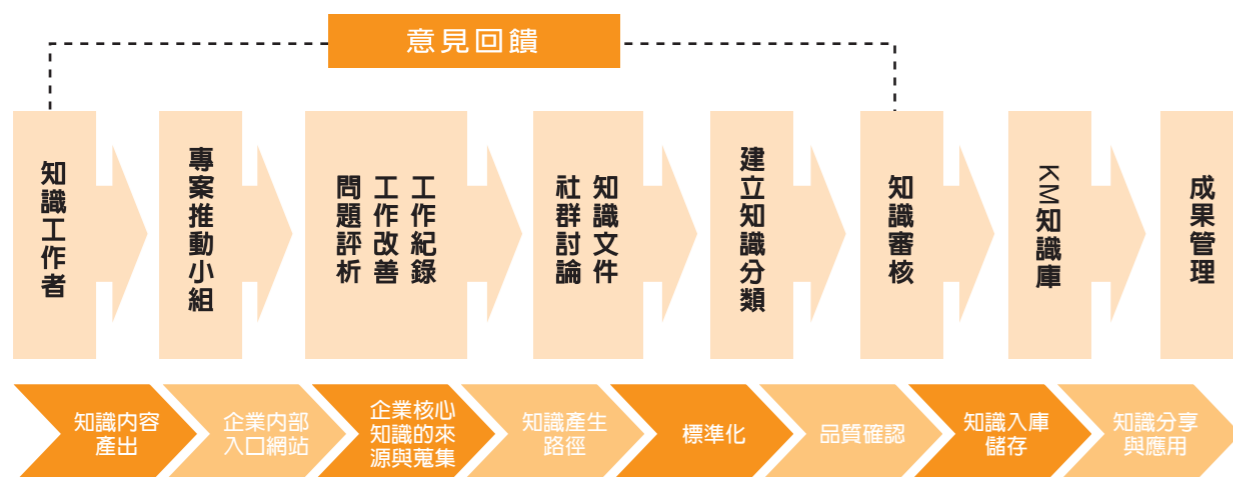 意見回饋
知識工作者
專案推動小組
工作紀錄
工作改善
問題評析
知識文件
社群討論
建立知識分類
知識審核
KM知識庫
成果管理
知識內容
產出
企業內部
入口網站
企業核心
知識的來
源與蒐集
知識產生
路徑
標準化
品質確認
知識入庫
儲存
知識分享
與應用